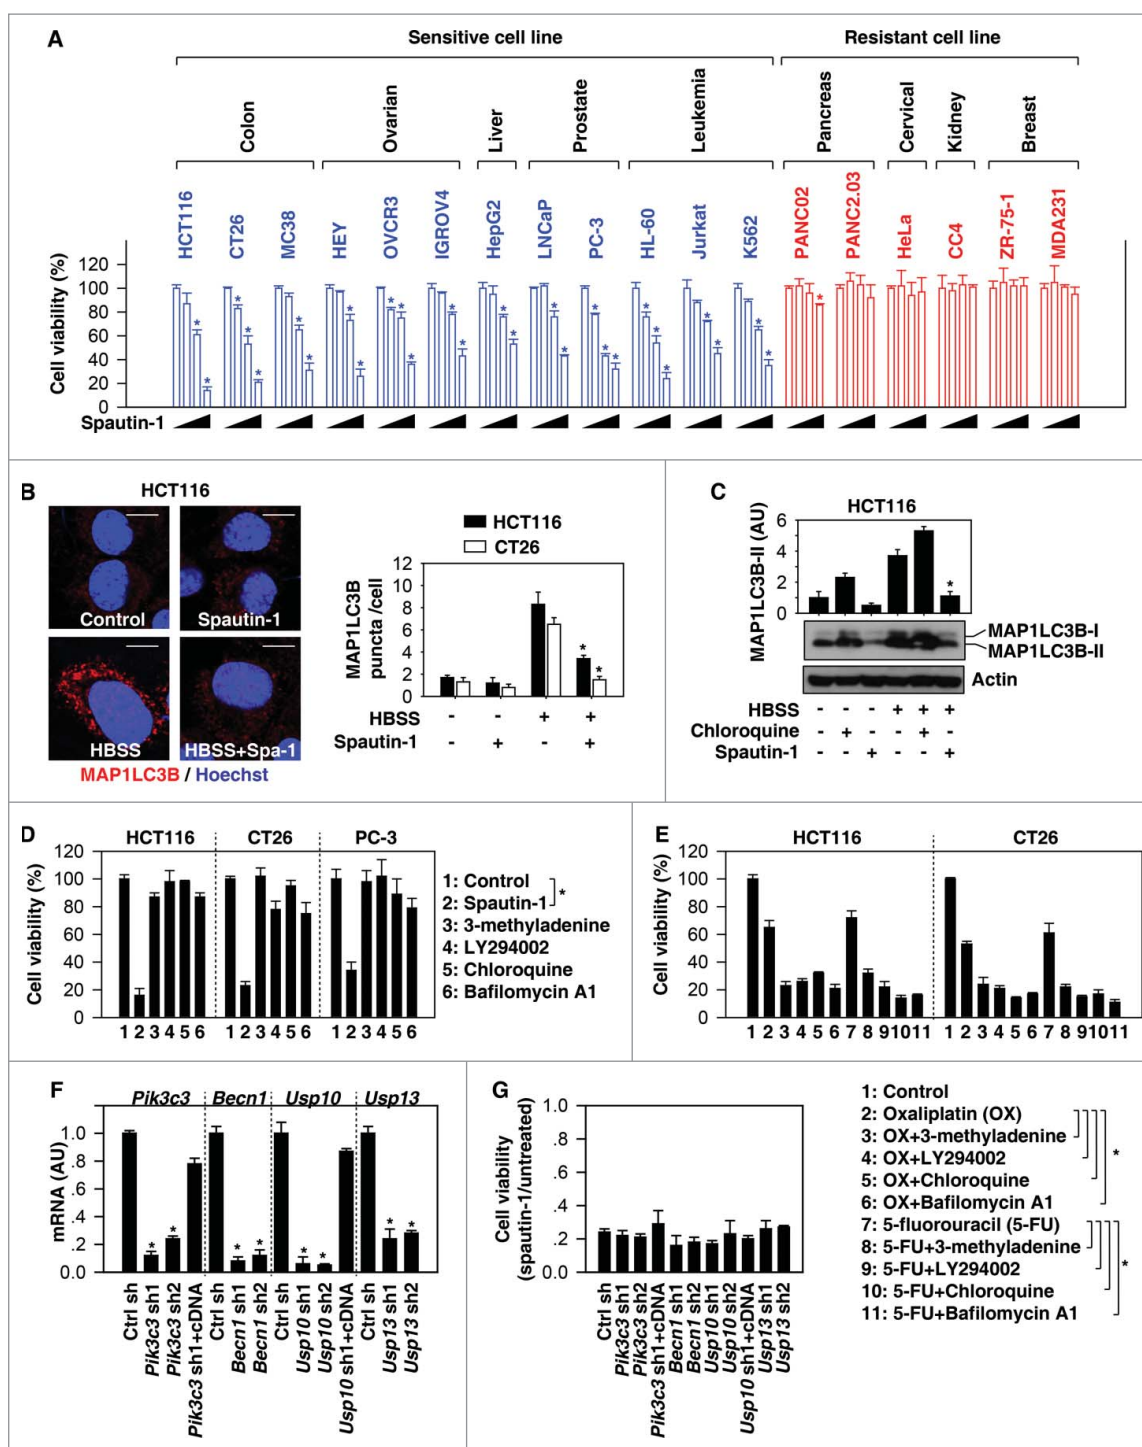 A
Sensitive cell line
Resistant cell line
Colon
Ovarian
Liver
Prostate
Leukemia
Pancreas
Cervical
Kidney
Breast
HCT116
CT26
MC38
HEY
OVCR3
IGROV4
HepG2
LNCaP
PC-3
HL-60
Jurkat
K562
PANC02
PANC2.03
HeLa
CC4
ZR-75-1
MDA231
Cell viability (%)
120
100
80
60
40
20
0
* * * * * * * * * * * * * * * * * * * * * * * * * * * * * *
Spautin-1
B
HCT116
Control
Spautin-1
HBSS
HBSS+Spa-1
MAP1LC3B / Hoechst
HCT116
CT26
MAP1LC3B
puncta /cell
12
10
8
6
4
2
0
* *
HBSS - - + +
Spautin-1 - + - +
C
HCT116
MAP1LC3B-II (AU)
6
4
2
0
*
MAP1LC3B-I
MAP1LC3B-II
Actin
HBSS - - - + + +
Chloroquine - + - - + -
Spautin-1 - - + - - +
D
HCT116
CT26
PC-3
Cell viability (%)
120
100
80
60
40
20
0
1 2 3 4 5 6 1 2 3 4 5 6 1 2 3 4 5 6
1: Control
2: Spautin-1
*
3: 3-methyladenine
4: LY294002
5: Chloroquine
6: Bafilomycin A1
E
HCT116
CT26
Cell viability (%)
120
100
80
60
40
20
0
1 2 3 4 5 6 7 8 9 10 11 1 2 3 4 5 6 7 8 9 10 11
F
Pik3c3
Becn1
Usp10
Usp13
mRNA (AU)
1.0
.8
.6
.4
.2
0.0
* * * * * * * *
Ctrl sh
Pik3c3 sh1
Pik3c3 sh2
Pik3c3 sh1+cDNA
Ctrl sh
Becn1 sh1
Becn1 sh2
Ctrl sh
Usp10 sh1
Usp10 sh2
Usp10 sh1+cDNA
Ctrl sh
Usp13 sh1
Usp13 sh2
G
Cell viability
(spautin-1/untreated)
1.0
.8
.6
.4
.2
0.0
Ctrl sh
Pik3c3 sh1
Pik3c3 sh2
Pik3c3 sh1+cDNA
Becn1 sh1
Becn1 sh2
Usp10 sh1
Usp10 sh2
Usp10 sh1+cDNA
Usp13 sh1
Usp13 sh2
1: Control
2: Oxaliplatin (OX)
3: OX+3-methyladenine
4: OX+LY294002
*
5: OX+Chloroquine
6: OX+Bafilomycin A1
7: 5-fluorouracil (5-FU)
8: 5-FU+3-methyladenine
9: 5-FU+LY294002
*
10: 5-FU+Chloroquine
11: 5-FU+Bafilomycin A1